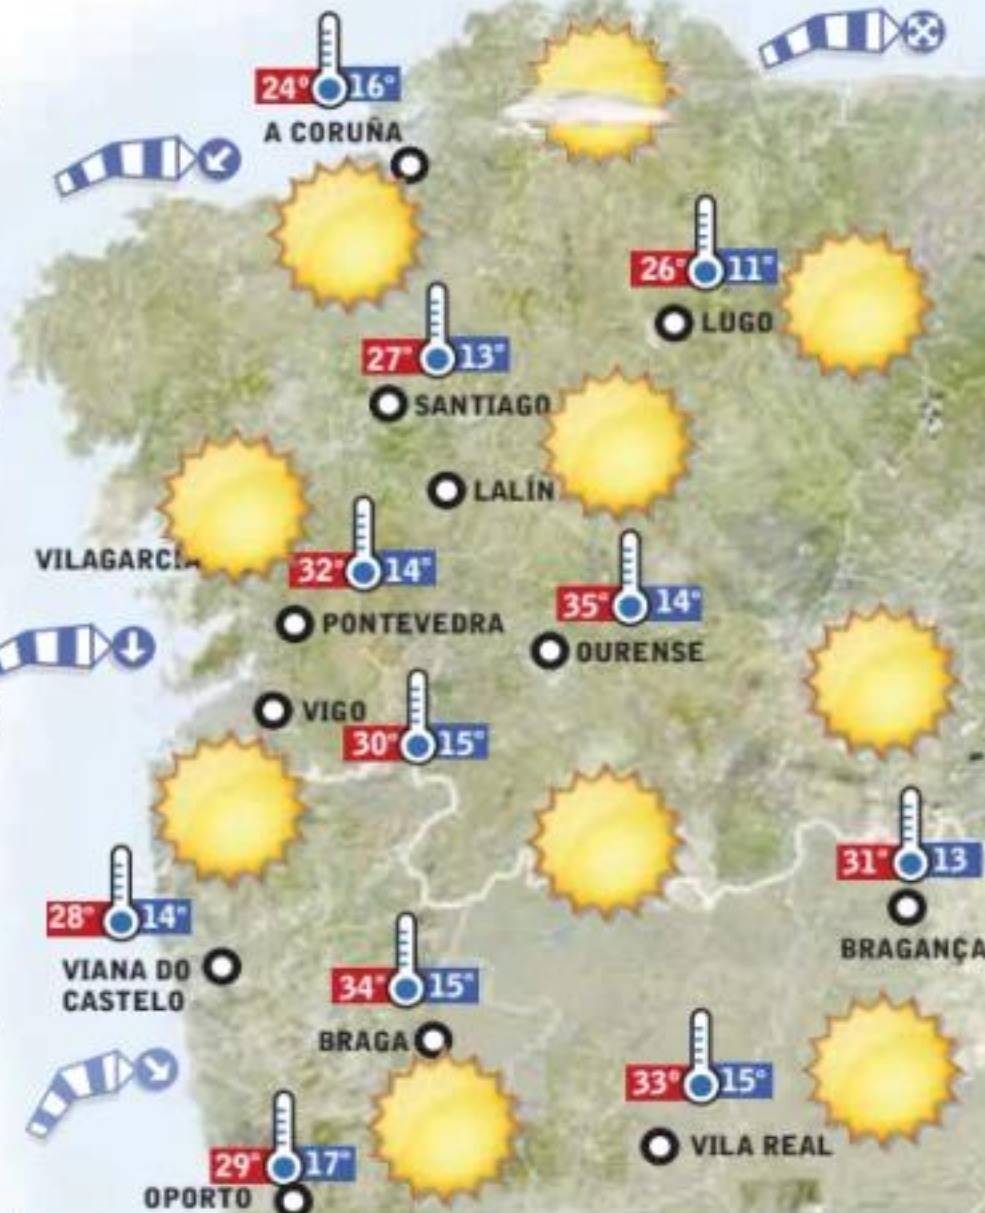 24° 16°
A CORUÑA
26° 11°
LUGO
27° 13°
SANTIAGO
LALÍN
VILAGARCÍA
32° 14°
PONTEVEDRA
35° 14°
OURENSE
VIGO
30° 15°
31° 13
BRAGANÇA
28° 14°
VIANA DO
CASTELO
34° 15°
BRAGA
33° 15°
VILA REAL
29° 17°
OPORTO